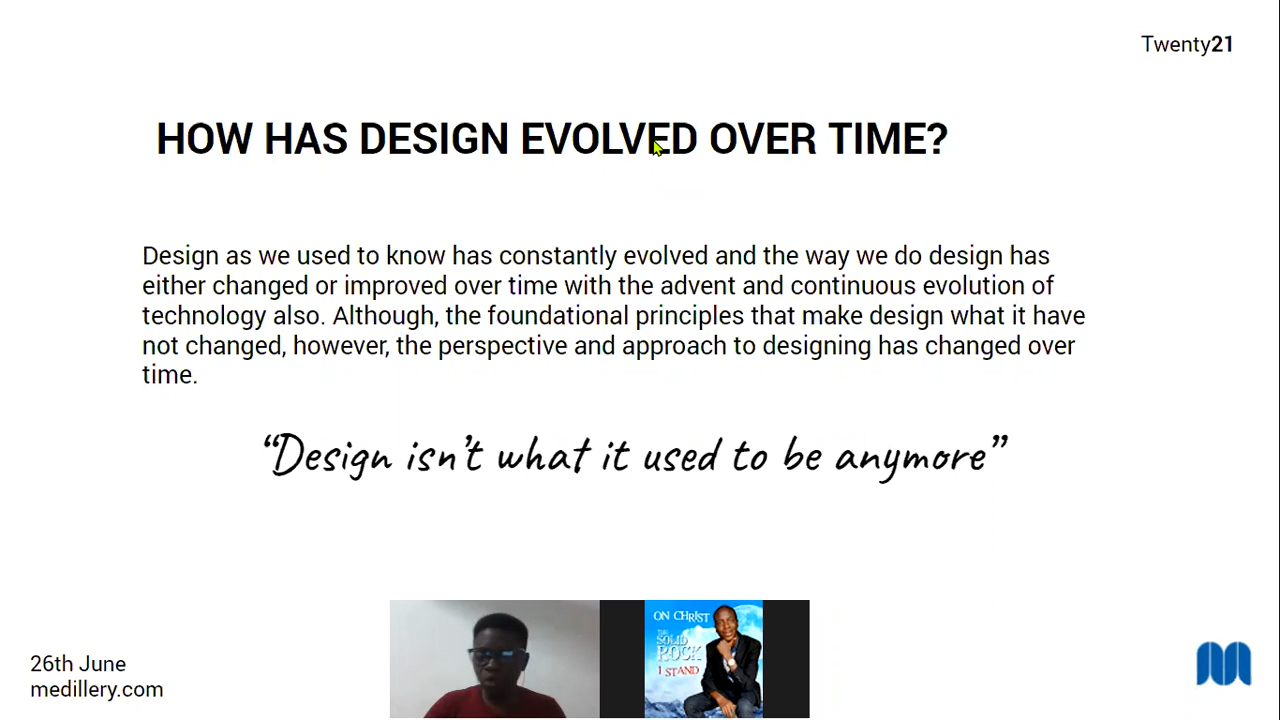 Twenty21
HOW HAS DESIGN EVOLVED OVER TIME?
Design as we used to know has constantly evolved and the way we do design has
either changed or improved over time with the advent and continuous evolution of
technology also. Although, the foundational principles that make design what it have
not changed, however, the perspective and approach to designing has changed over
time.
“Design isn’t what it used to be anymore”
ON CHRIST
THE
SOLID
ROCK
I STAND
26th June
medillery.com